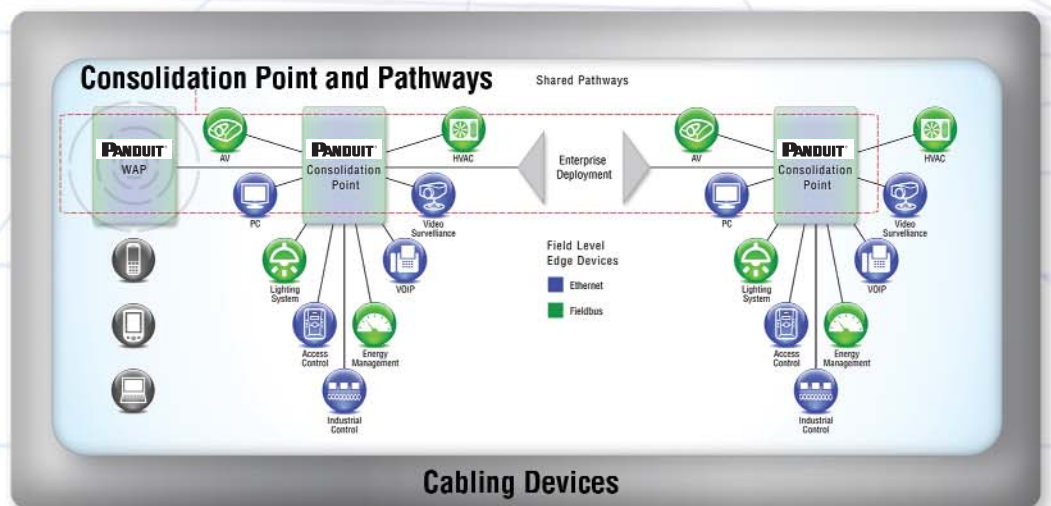 Consolidation Point and Pathways
Shared Pathways
PANDUIT
WAP
AV
PANDUIT
Consolidation
Point
HVAC
PC
Video
Survelliance
Lighting
System
VOIP
Access
Control
Energy
Management
Industrial
Control
Enterprise
Deployment
Field Level
Edge Devices
Ethernet
Fieldbus
AV
PANDUIT
Consolidation
Point
HVAC
PC
Video
Survelliance
Lighting
System
VOIP
Access
Control
Energy
Management
Industrial
Control
Cabling Devices